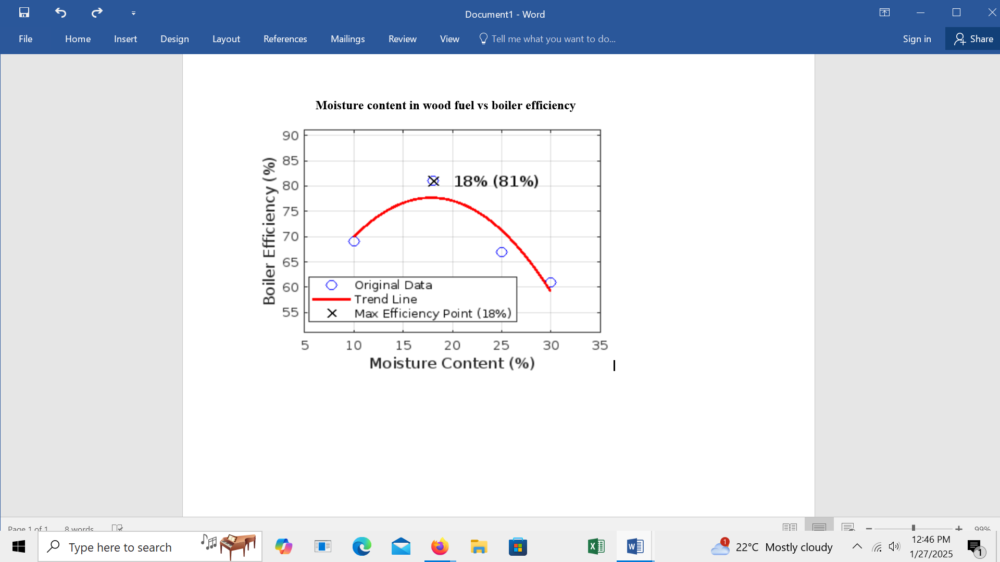 Document1 - Word
File Home Insert Design Layout References Mailings Review View Tell me what you want to do... Sign in Share
Moisture content in wood fuel vs boiler efficiency
90
85
80
75
70
65
60
55
Boiler Efficiency (%)
18% (81%)
Original Data
Trend Line
Max Efficiency Point (18%)
5 10 15 20 25 30 35
Moisture Content (%)
Page 1 of 1 8 words 99%
Type here to search
1
22°C Mostly cloudy
12:46 PM
1/27/2025
1